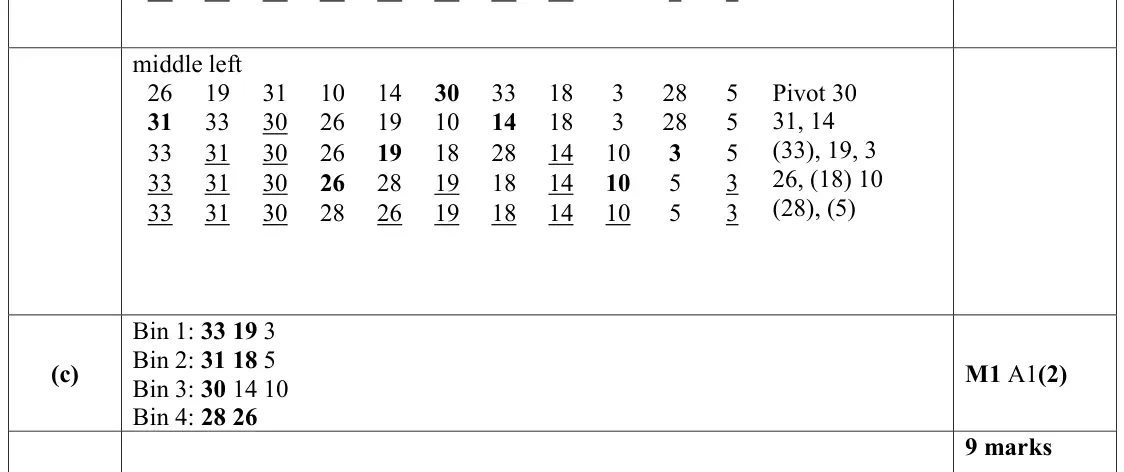 middle left
26 19 31 10 14 30 33 18 3 28 5 Pivot 30
31 33 30 26 19 10 14 18 3 28 5 31, 14
33 31 30 26 19 18 28 14 10 3 5 (33), 19, 3
33 31 30 26 28 19 18 14 10 5 3 26, (18) 10
33 31 30 28 26 19 18 14 10 5 3 (28), (5)
(c)
Bin 1: 33 19 3
Bin 2: 31 18 5
Bin 3: 30 14 10
Bin 4: 28 26
M1 A1(2)
9 marks